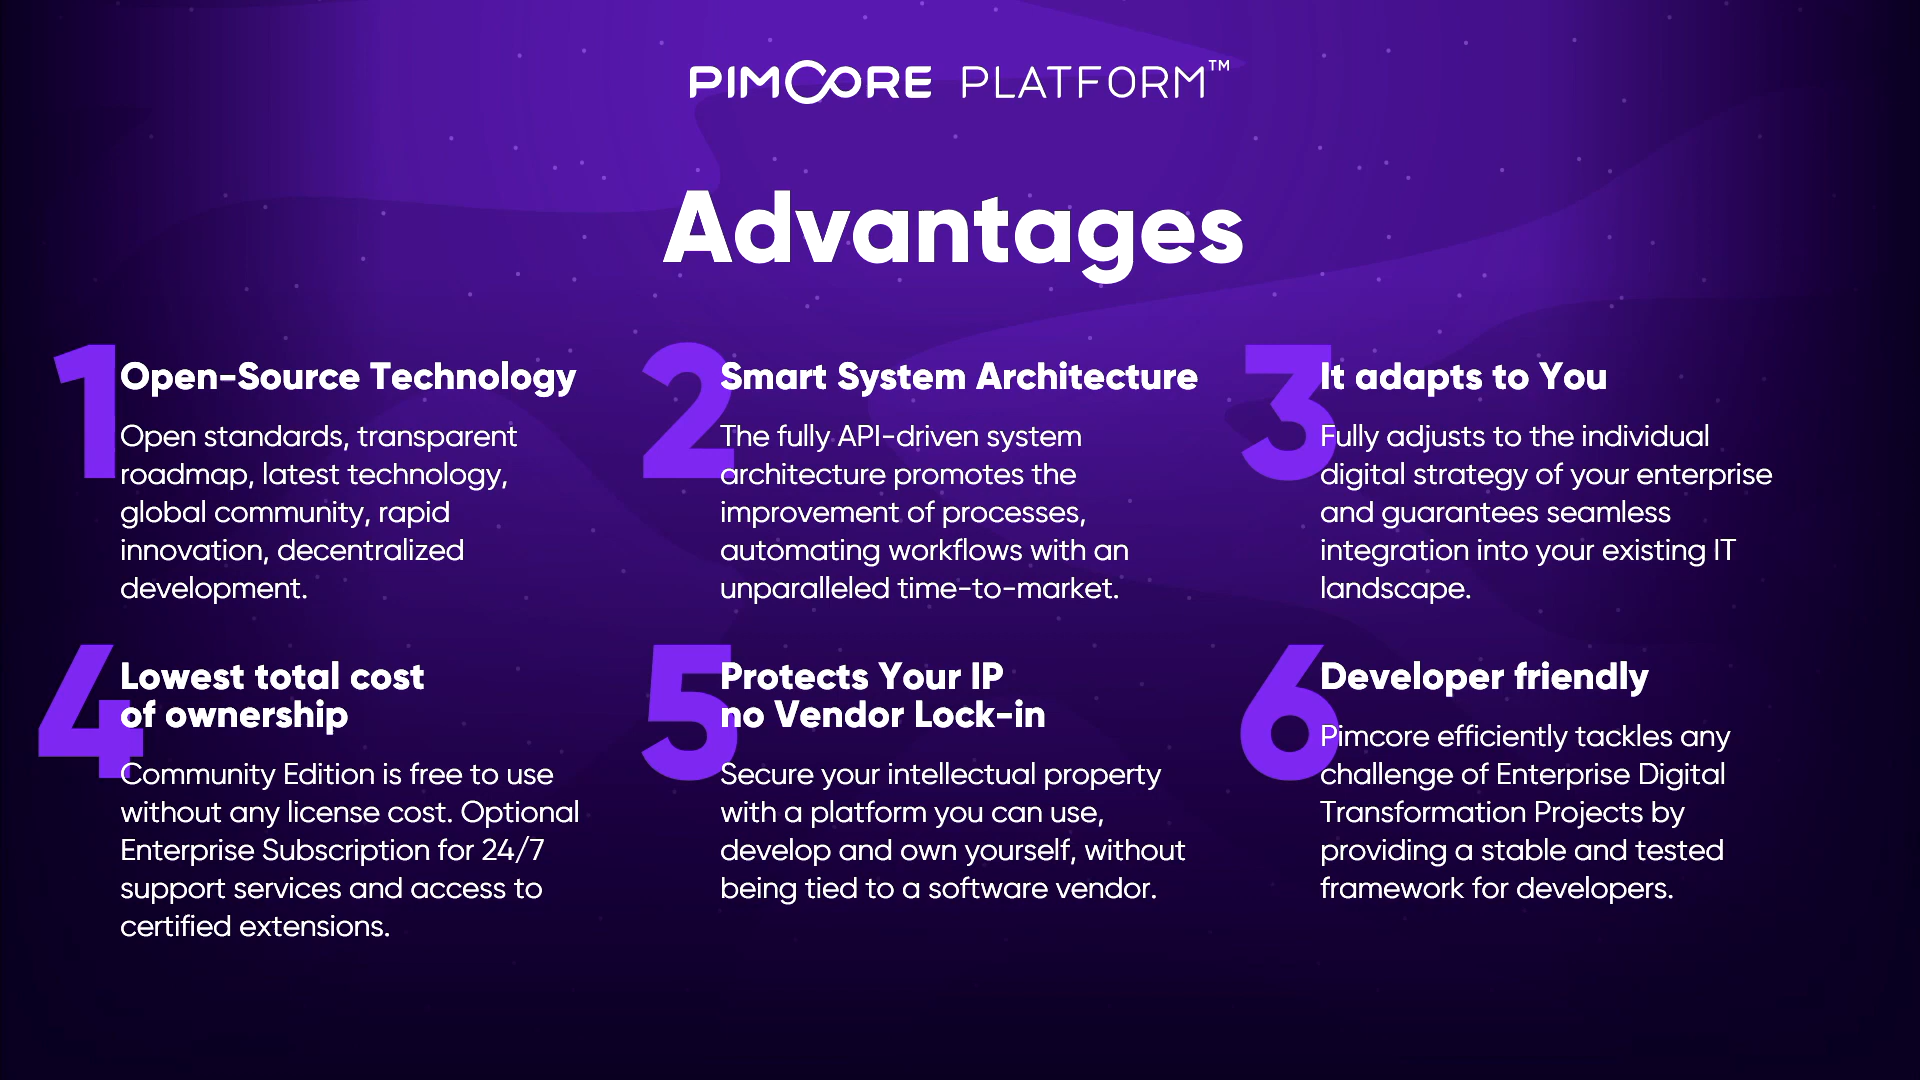 PIMCORE PLATFORM™
Advantages
1
Open-Source Technology
Open standards, transparent
roadmap, latest technology,
global community, rapid
innovation, decentralized
development.
2
Smart System Architecture
The fully API-driven system
architecture promotes the
improvement of processes,
automating workflows with an
unparalleled time-to-market.
3
It adapts to You
Fully adjusts to the individual
digital strategy of your enterprise
and guarantees seamless
integration into your existing IT
landscape.
4
Lowest total cost
of ownership
Community Edition is free to use
without any license cost. Optional
Enterprise Subscription for 24/7
support services and access to
certified extensions.
5
Protects Your IP
no Vendor Lock-in
Secure your intellectual property
with a platform you can use,
develop and own yourself, without
being tied to a software vendor.
6
Developer friendly
Pimcore efficiently tackles any
challenge of Enterprise Digital
Transformation Projects by
providing a stable and tested
framework for developers.